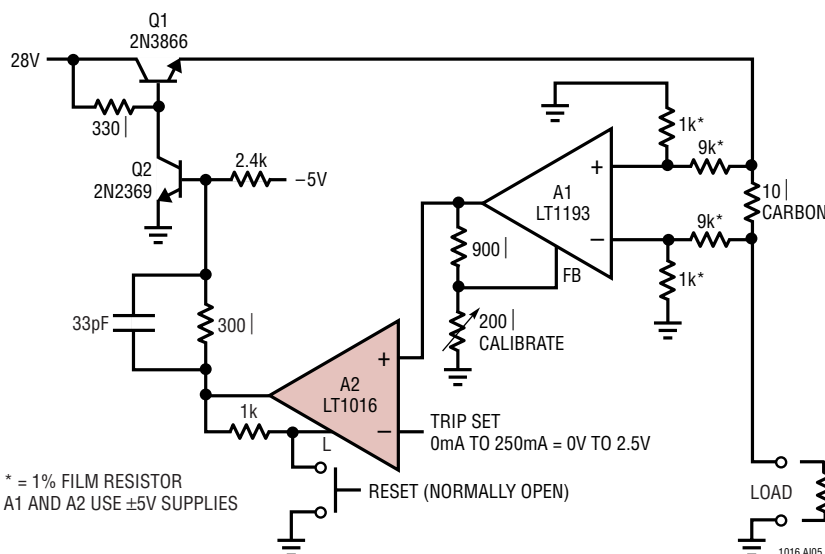 Q1
2N3866
28V
330|
Q2
2N2369
2.4k
–5V
1k*
9k*
+
A1
LT1193
10|
CARBON
9k*
–
900|
FB
1k*
33pF
300|
200|
CALIBRATE
+
A2
LT1016
1k
L
–
TRIP SET
0mA TO 250mA = 0V TO 2.5V
RESET (NORMALLY OPEN)
LOAD
* = 1% FILM RESISTOR
A1 AND A2 USE ±5V SUPPLIES
1016 AI05